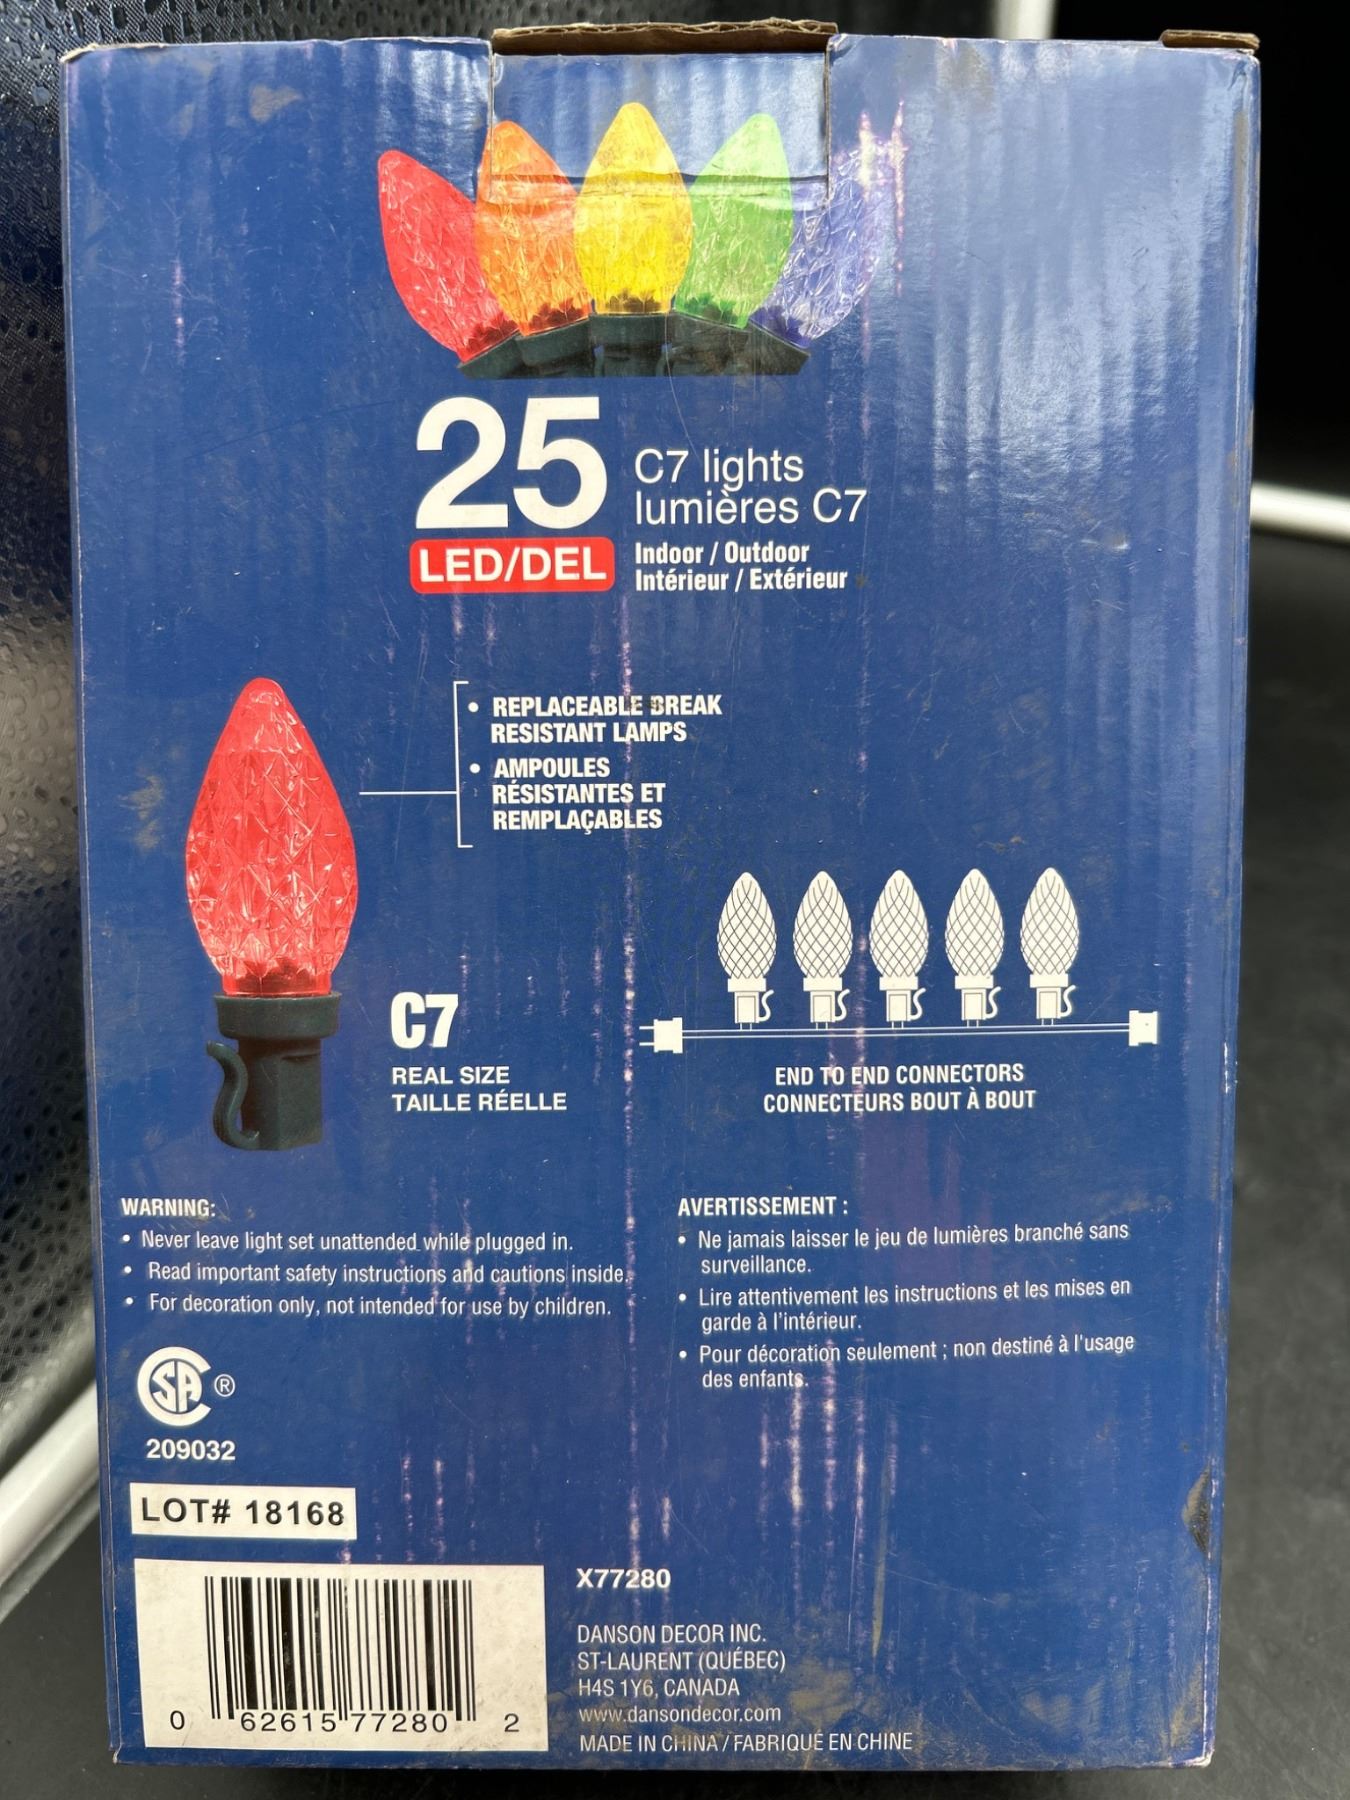 25
C7 lights
lumières C7
LED/DEL
Indoor / Outdoor
Intérieur / Extérieur
• REPLACEABLE BREAK
RESISTANT LAMPS
• AMPOULES
RÉSISTANTES ET
REMPLAÇABLES
C7
REAL SIZE
TAILLE RÉELLE
END TO END CONNECTORS
CONNECTEURS BOUT À BOUT
WARNING:
• Never leave light set unattended while plugged in.
• Read important safety instructions and cautions inside.
• For decoration only, not intended for use by children.
AVERTISSEMENT :
• Ne jamais laisser le jeu de lumières branché sans
surveillance.
• Lire attentivement les instructions et les mises en
garde à l'intérieur.
• Pour décoration seulement ; non destiné à l'usage
des enfants.
CSA ®
209032
LOT# 18168
0 62615 77280 2
X77280
DANSON DECOR INC.
ST-LAURENT (QUÉBEC)
H4S 1Y6, CANADA
www.dansondecor.com
MADE IN CHINA / FABRIQUÉ EN CHINE